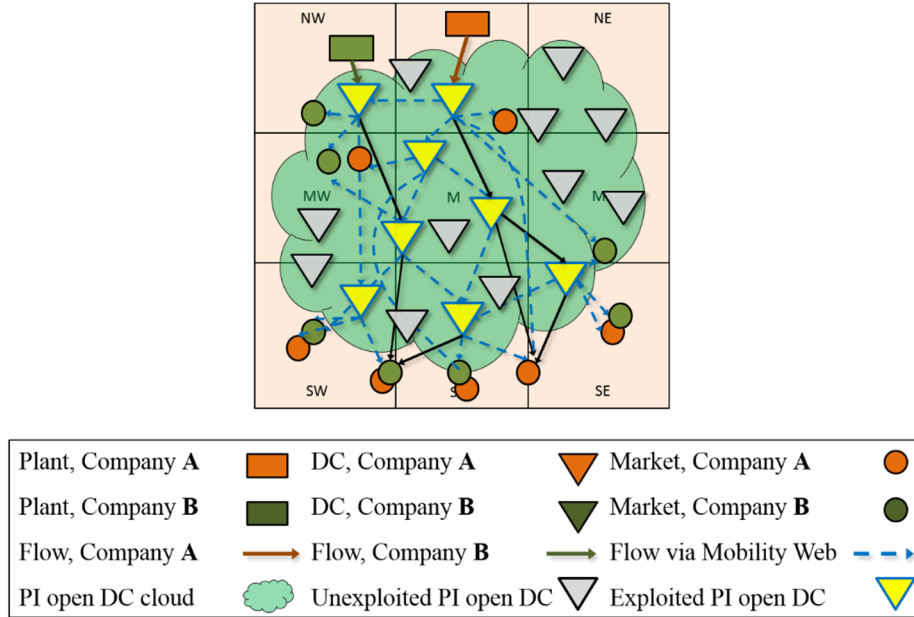 NW
NE
MW
M
M
SW
S
SE
Plant, Company A
DC, Company A
Market, Company A
Plant, Company B
DC, Company B
Market, Company B
Flow, Company A
Flow, Company B
Flow via Mobility Web
PI open DC cloud
Unexploited PI open DC
Exploited PI open DC